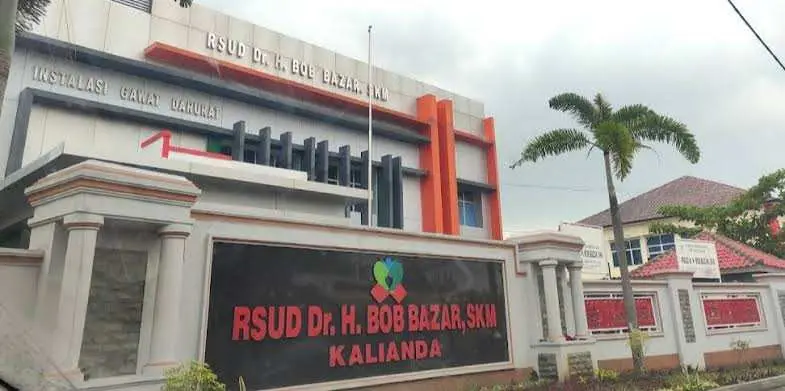 RSUD Dr. H. BOB BAZAR, SKM
INSTALASI GAWAT DARURAT
RSUD Dr. H. BOB BAZAR, SKM
KALIANDA